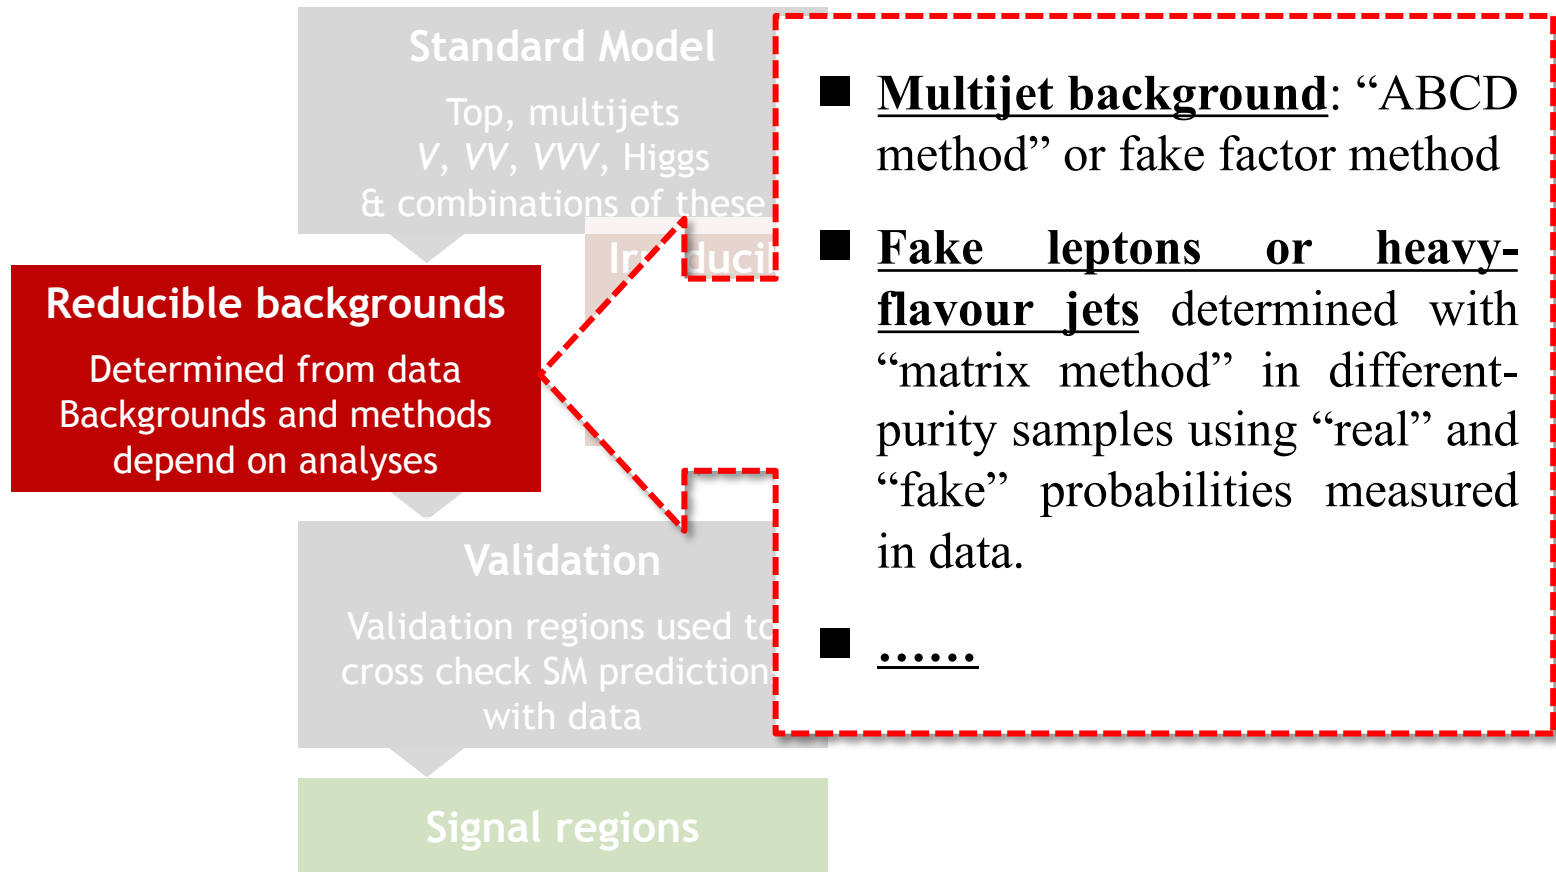 Standard Model
Top, multijets
V, VV, VVV, Higgs
& combinations of these
Reducible backgrounds
Determined from data
Backgrounds and methods
depend on analyses
Validation
Validation regions used to
cross check SM prediction
with data
Signal regions
■ Multijet background: “ABCD
method” or fake factor method
■ Fake leptons or heavy-
flavour jets determined with
“matrix method” in different-
purity samples using “real” and
“fake” probabilities measured
in data.
■ ……